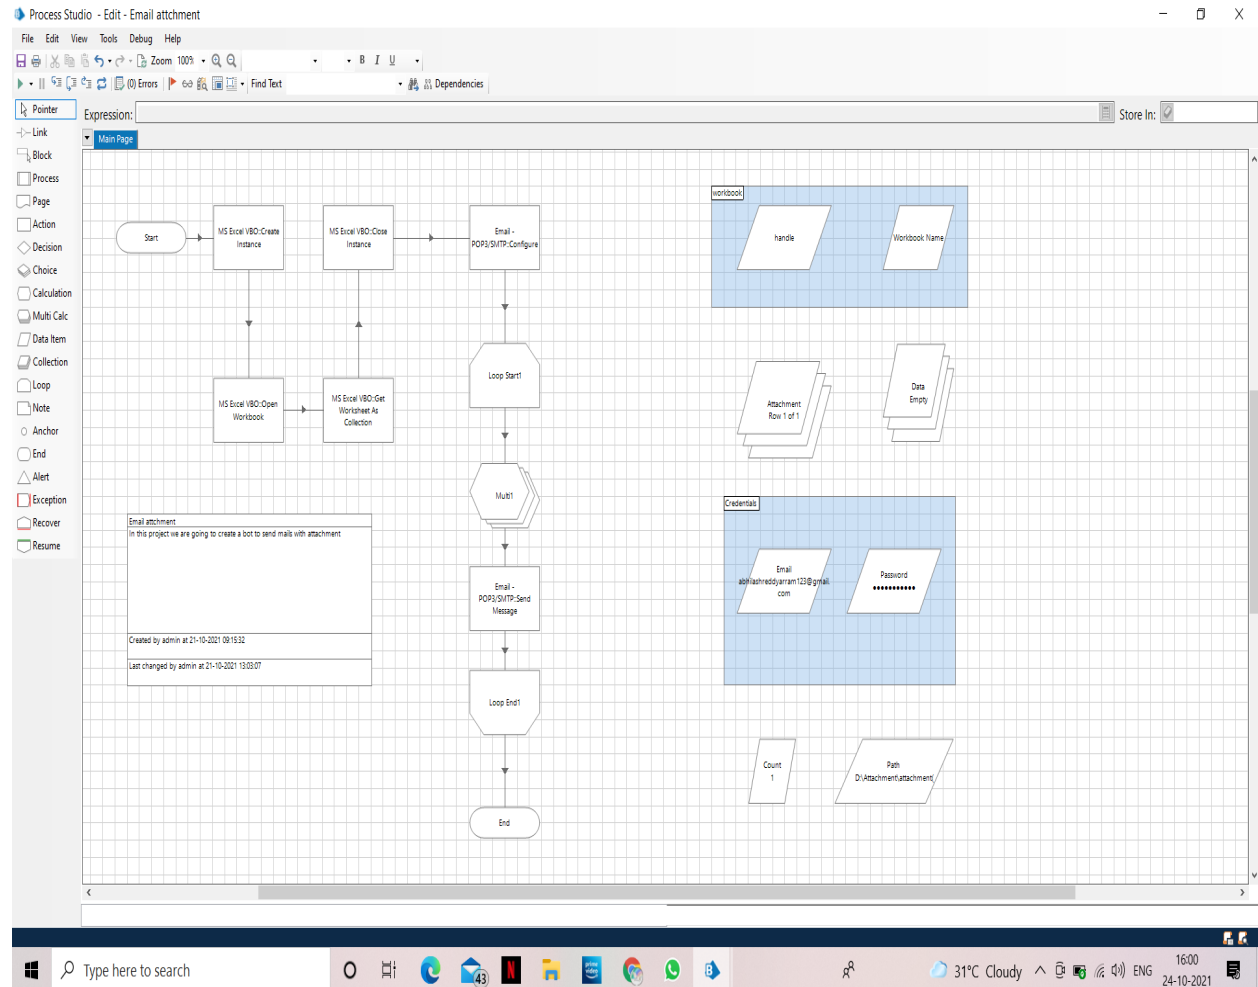 Process Studio - Edit - Email attchment
File Edit View Tools Debug Help
Zoom 100% B I U
(0) Errors Find Text Dependencies
Pointer
Link
Block
Process
Page
Action
Decision
Choice
Calculation
Multi Calc
Data Item
Collection
Loop
Note
Anchor
End
Alert
Exception
Recover
Resume
Expression:
Store In:
Main Page
Start
MS Excel VBO::Create
Instance
MS Excel VBO::Close
Instance
Email -
POP3/SMTP::Configure
MS Excel VBO::Open
Workbook
MS Excel VBO::Get
Worksheet As
Collection
Loop Start1
Multi1
Email -
POP3/SMTP::Send
Message
Loop End1
End
Email attchment
In this project we are going to create a bot to send mails with attachment
Created by admin at 21-10-2021 09:15:32
Last changed by admin at 21-10-2021 13:03:07
workbook
handle
Workbook Name
Attachment
Row 1 of 1
Data
Empty
Credentials
Email
abhilashreddyarram123@gmail.
com
Password
•••••••••••
Count
1
Path
D:\Attachment\attachment\
Type here to search
43
N
prime
video
31°C Cloudy
ENG
16:00
24-10-2021